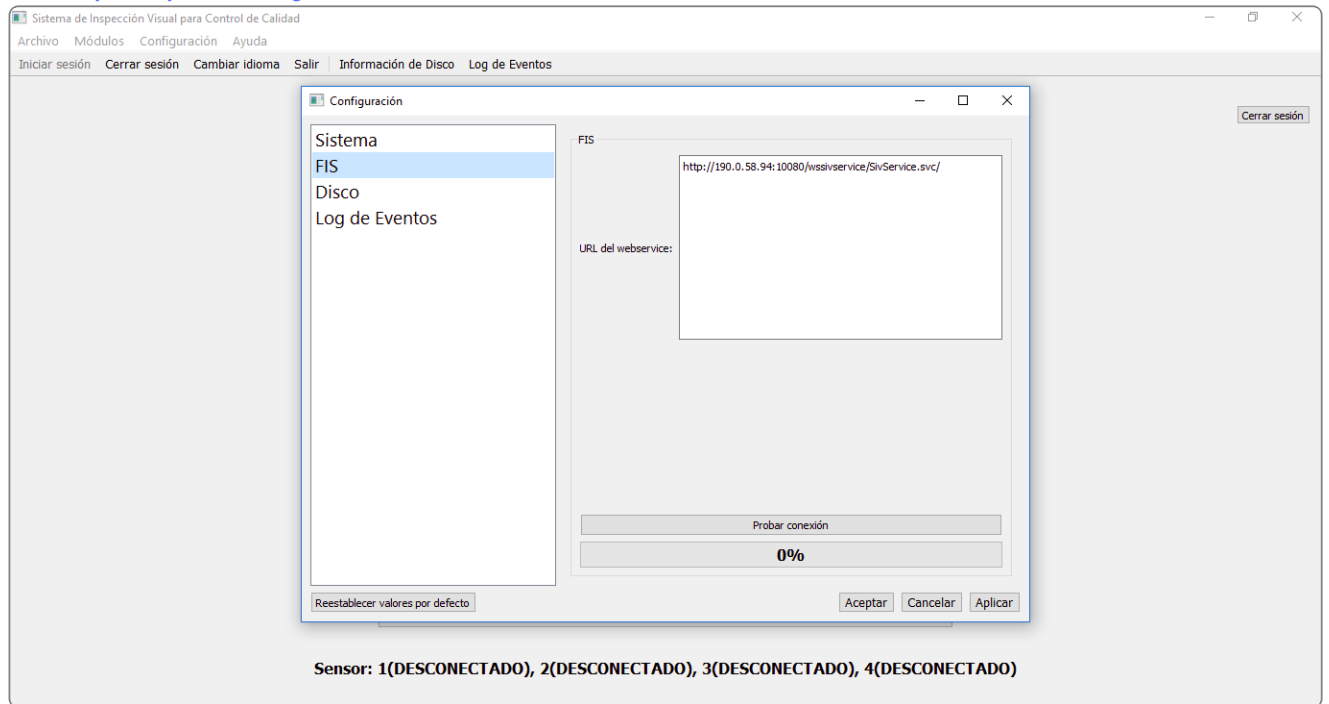 Sistema de Inspección Visual para Control de Calidad
Archivo Módulos Configuración Ayuda
Iniciar sesión Cerrar sesión Cambiar idioma Salir Información de Disco Log de Eventos
Configuración
Cerrar sesión
Sistema
FIS
Disco
Log de Eventos
FIS
URL del webservice:
http://190.0.58.94:10080/wssivservice/SivService.svc/
Probar conexión
0%
Reestablecer valores por defecto
Aceptar Cancelar Aplicar
Sensor: 1(DESCONECTADO), 2(DESCONECTADO), 3(DESCONECTADO), 4(DESCONECTADO)